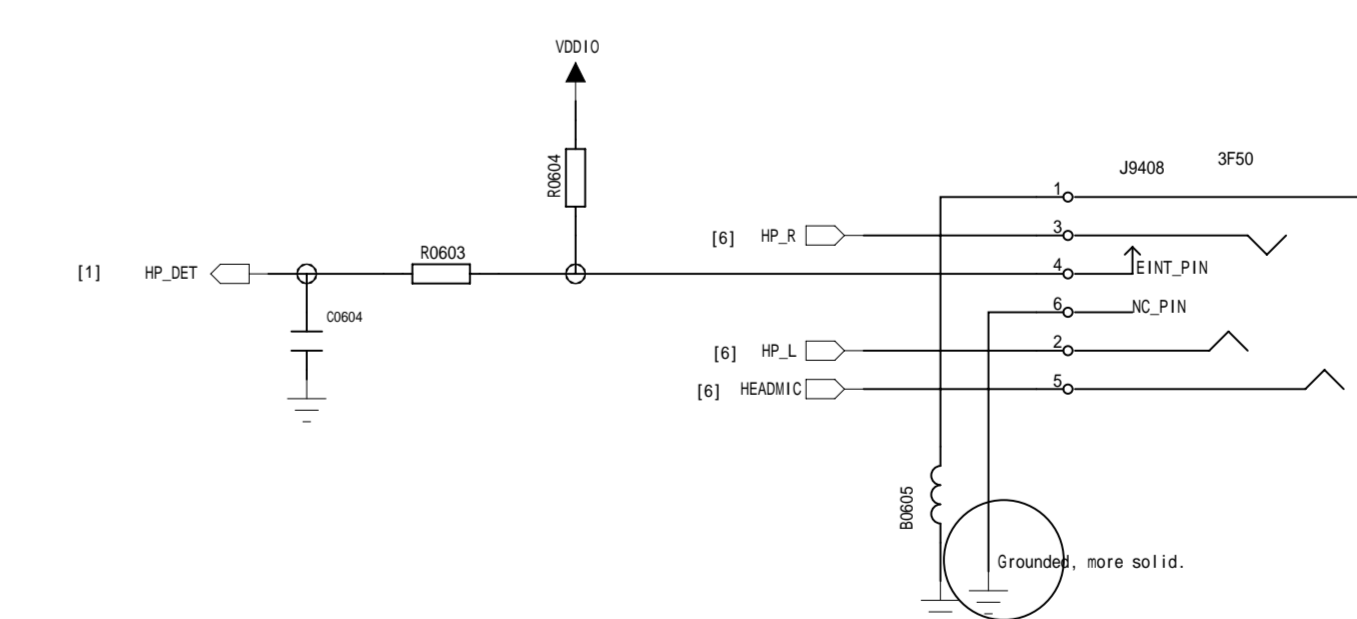 VDDIO
R0604
J9408 3F50
1
[6] HP_R 3
R0603
[1] HP_DET 4 EINT_PIN
C0604
6 NC_PIN
[6] HP_L 2
[6] HEADMIC 5
B0605
Grounded, more solid.